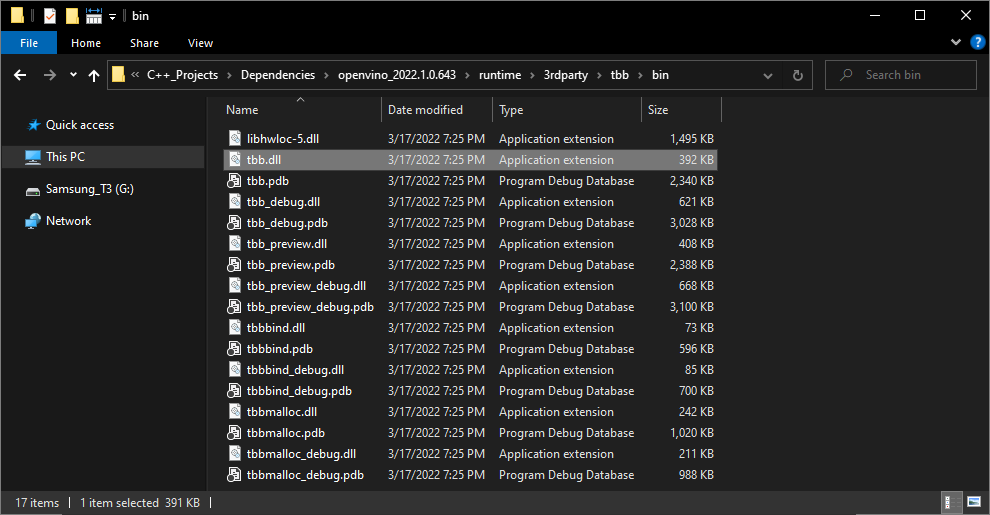 bin
File Home Share View
« C++_Projects > Dependencies > openvino_2022.1.0.643 > runtime > 3rdparty > tbb > bin
Search bin
Quick access
This PC
Samsung_T3 (G:)
Network
Name Date modified Type Size
libhwloc-5.dll 3/17/2022 7:25 PM Application extension 1,495 KB
tbb.dll 3/17/2022 7:25 PM Application extension 392 KB
tbb.pdb 3/17/2022 7:25 PM Program Debug Database 2,340 KB
tbb_debug.dll 3/17/2022 7:25 PM Application extension 621 KB
tbb_debug.pdb 3/17/2022 7:25 PM Program Debug Database 3,028 KB
tbb_preview.dll 3/17/2022 7:25 PM Application extension 408 KB
tbb_preview.pdb 3/17/2022 7:25 PM Program Debug Database 2,388 KB
tbb_preview_debug.dll 3/17/2022 7:25 PM Application extension 668 KB
tbb_preview_debug.pdb 3/17/2022 7:25 PM Program Debug Database 3,100 KB
tbbbind.dll 3/17/2022 7:25 PM Application extension 73 KB
tbbbind.pdb 3/17/2022 7:25 PM Program Debug Database 596 KB
tbbbind_debug.dll 3/17/2022 7:25 PM Application extension 85 KB
tbbbind_debug.pdb 3/17/2022 7:25 PM Program Debug Database 700 KB
tbbmalloc.dll 3/17/2022 7:25 PM Application extension 242 KB
tbbmalloc.pdb 3/17/2022 7:25 PM Program Debug Database 1,020 KB
tbbmalloc_debug.dll 3/17/2022 7:25 PM Application extension 211 KB
tbbmalloc_debug.pdb 3/17/2022 7:25 PM Program Debug Database 988 KB
17 items 1 item selected 391 KB